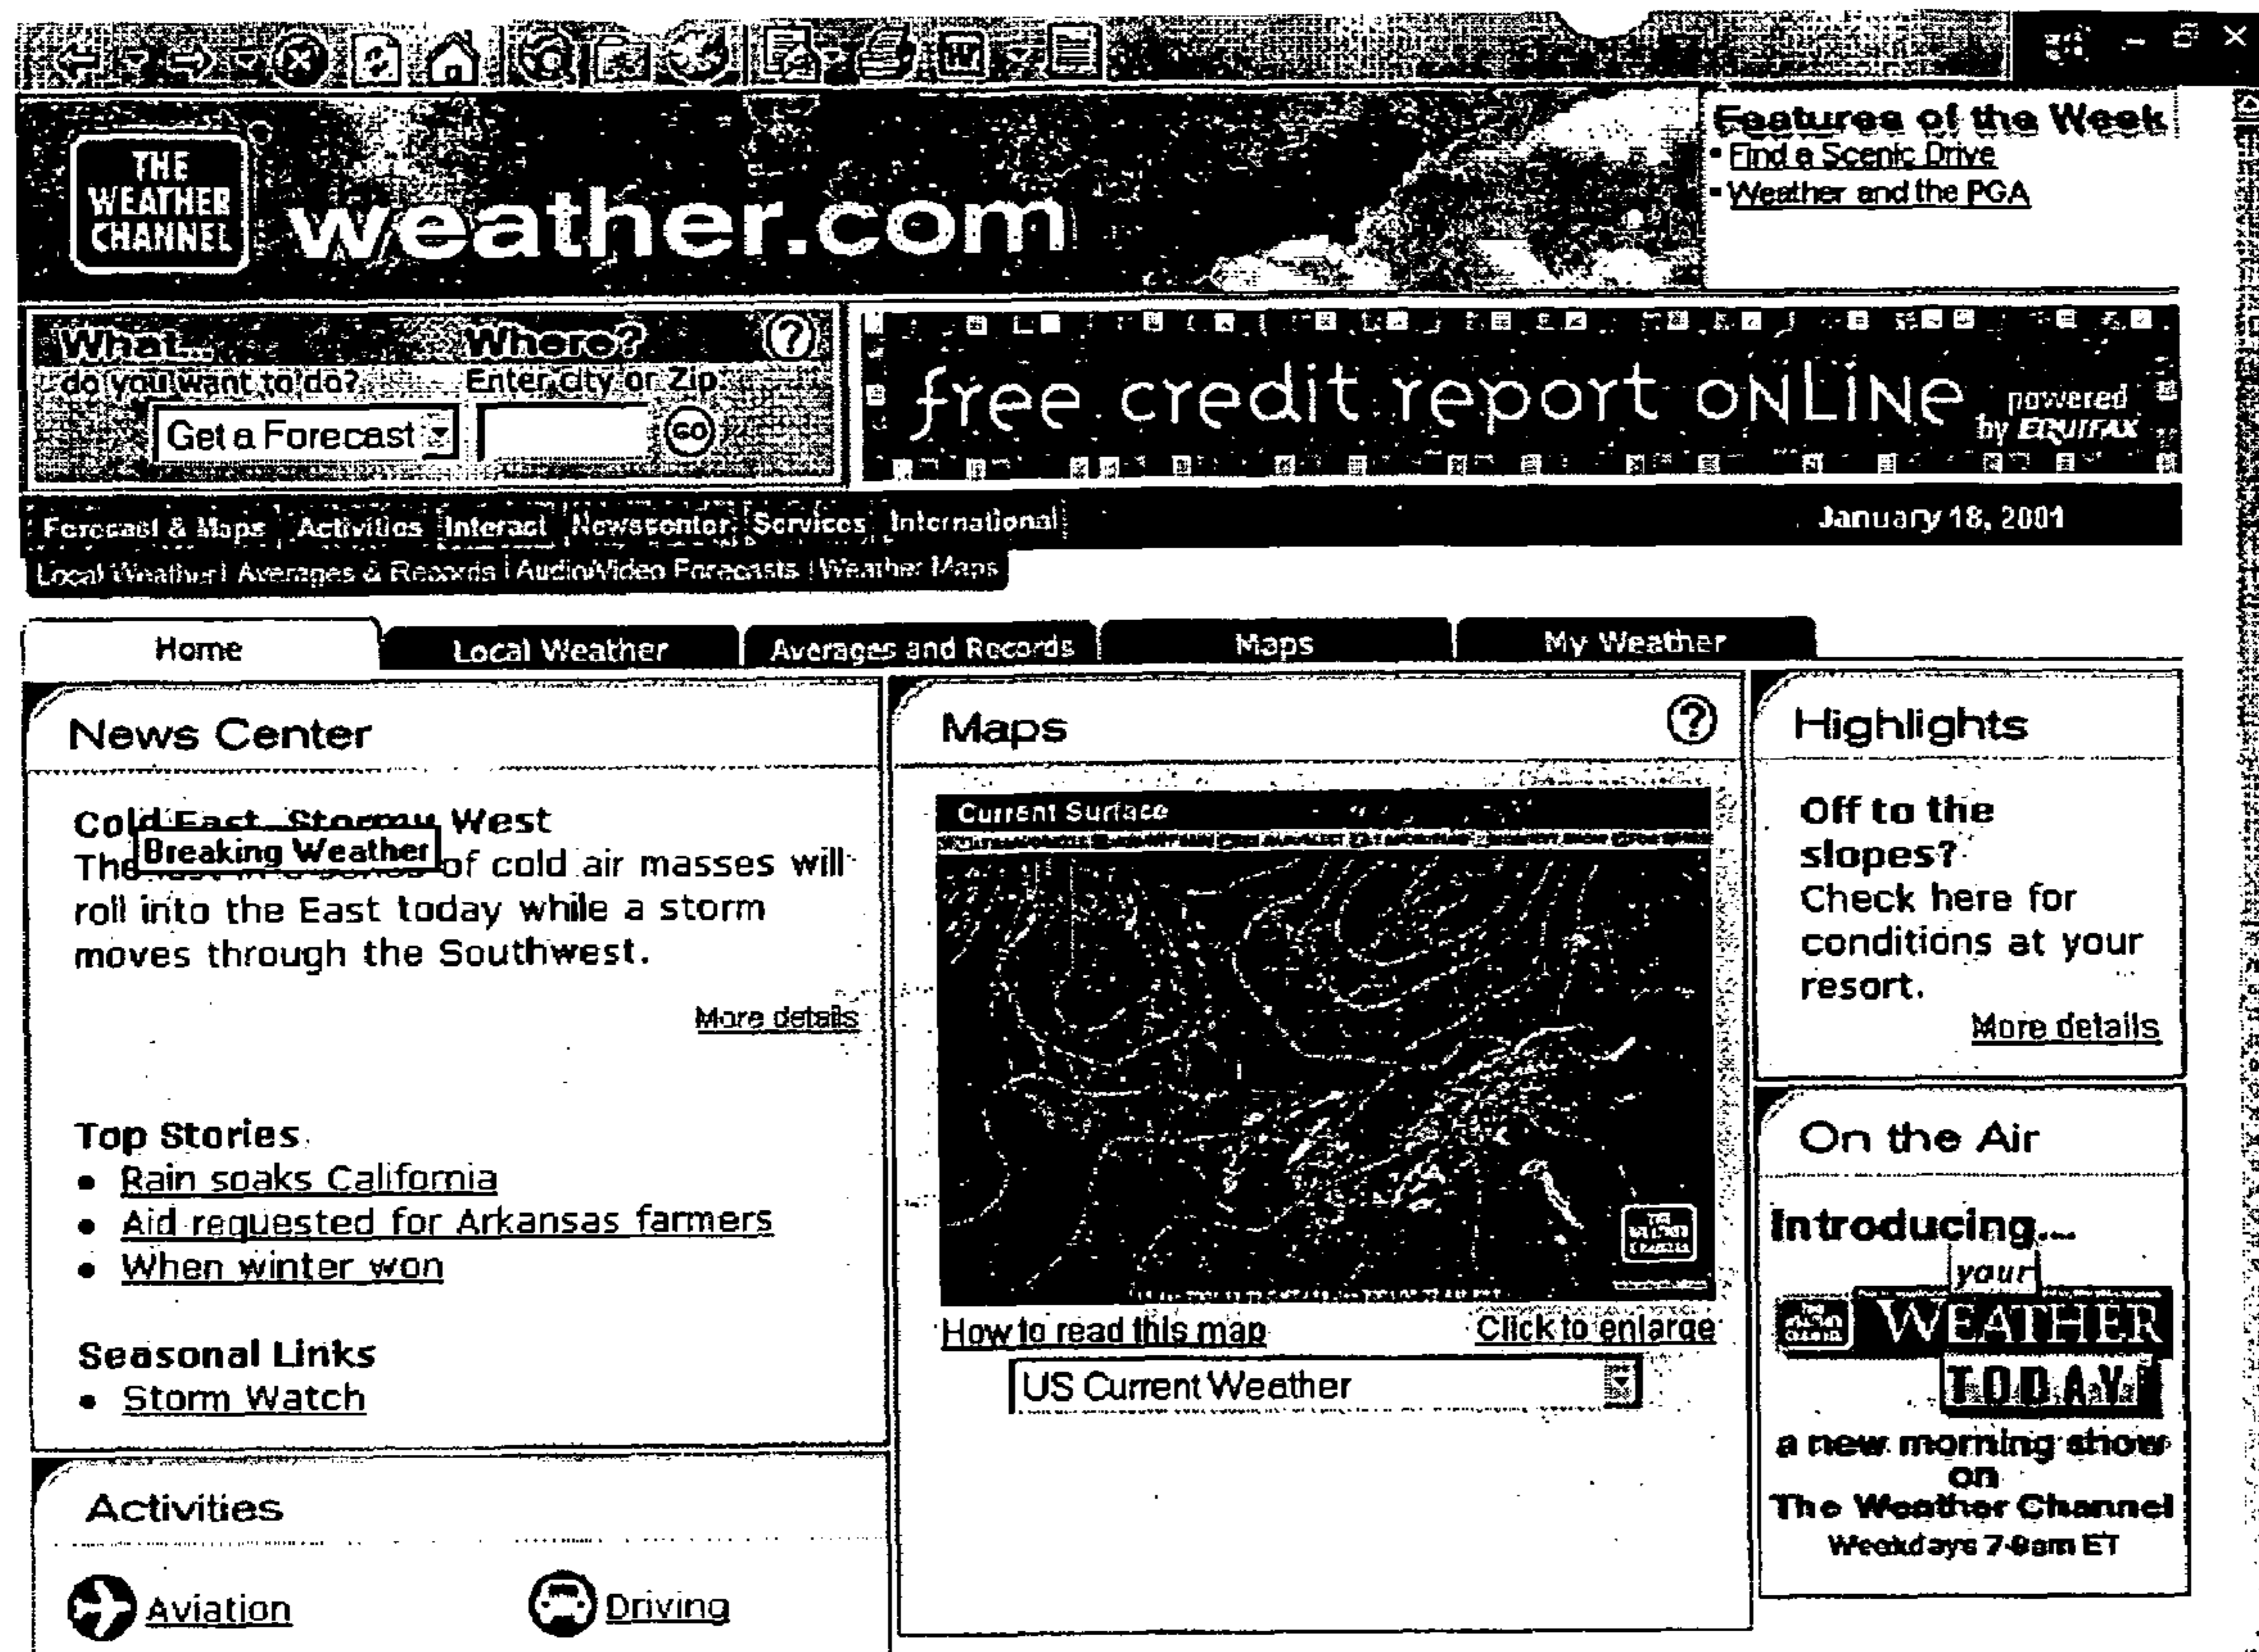 THE
WEATHER
CHANNEL
weather.com
Features of the Week
• Find a Scenic Drive
• Weather and the PGA
What...
do you want to do?
Where?
Enter city or Zip
?
Get a Forecast
GO
free credit report onLine
powered
by EQUIFAX
Forecast & Maps Activities Interact Newscenter Services International
January 18, 2001
Local Weather | Averages & Records | Audio/Video Forecasts | Weather Maps
Home Local Weather Averages and Records Maps My Weather
News Center
Cold East, Stormy West
Breaking Weather
The of cold air masses will
roll into the East today while a storm
moves through the Southwest.
More details
Top Stories
• Rain soaks California
• Aid requested for Arkansas farmers
• When winter won
Seasonal Links
• Storm Watch
Activities
Aviation
Driving
Maps
?
Current Surface
THE
WEATHER
CHANNEL
How to read this map
Click to enlarge
US Current Weather
Highlights
Off to the
slopes?
Check here for
conditions at your
resort.
More details
On the Air
Introducing...
your
WEATHER
TODAY
a new morning show
on
The Weather Channel
Weekdays 7-9am ET